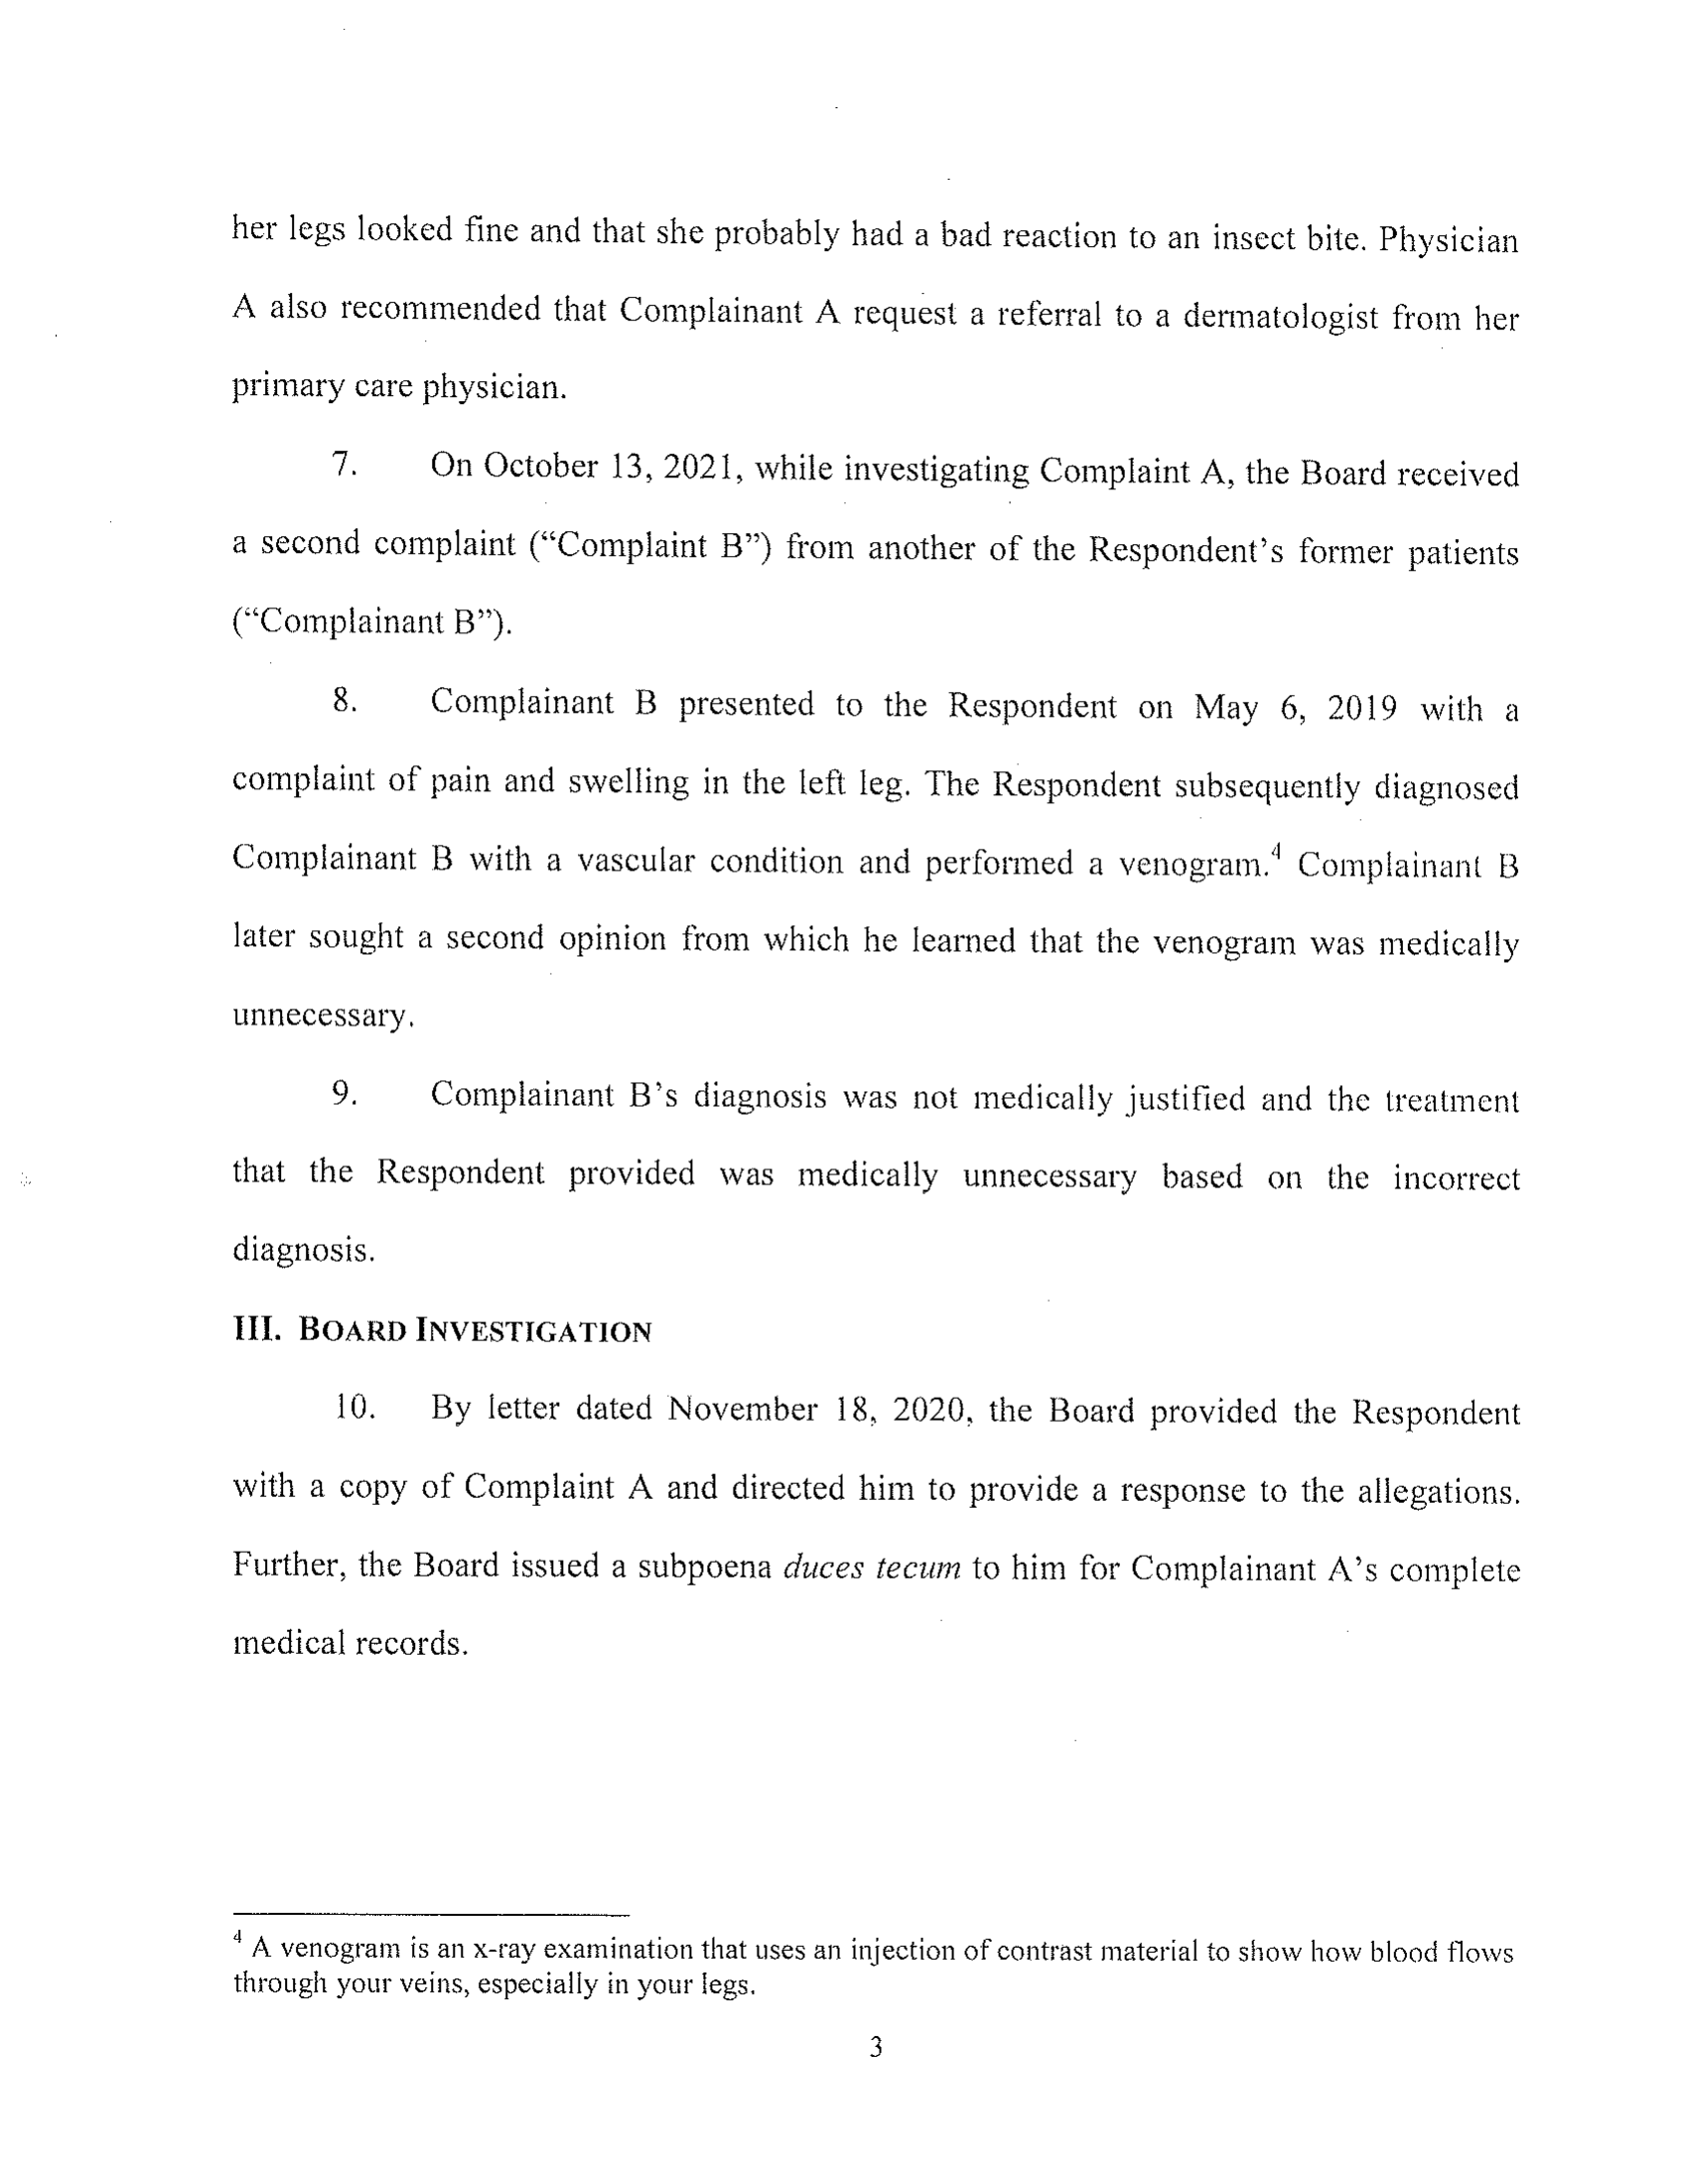 her legs looked fine and that she probably had a bad reaction to an insect bite. Physician
A also recommended that Complainant A request a referral to a dermatologist from her
primary care physician.
7. On October 13, 2021, while investigating Complaint A, the Board received
a second complaint (“Complaint B”) from another of the Respondent’s former patients
(“Complainant B”).
8. Complainant B presented to the Respondent on May 6, 2019 with a
complaint of pain and swelling in the left leg. The Respondent subsequently diagnosed
Complainant B with a vascular condition and performed a venogram.⁴ Complainant B
later sought a second opinion from which he learned that the venogram was medically
unnecessary.
9. Complainant B’s diagnosis was not medically justified and the treatment
that the Respondent provided was medically unnecessary based on the incorrect
diagnosis.
III. BOARD INVESTIGATION
10. By letter dated November 18, 2020, the Board provided the Respondent
with a copy of Complaint A and directed him to provide a response to the allegations.
Further, the Board issued a subpoena duces tecum to him for Complainant A’s complete
medical records.
⁴ A venogram is an x-ray examination that uses an injection of contrast material to show how blood flows
through your veins, especially in your legs.
3